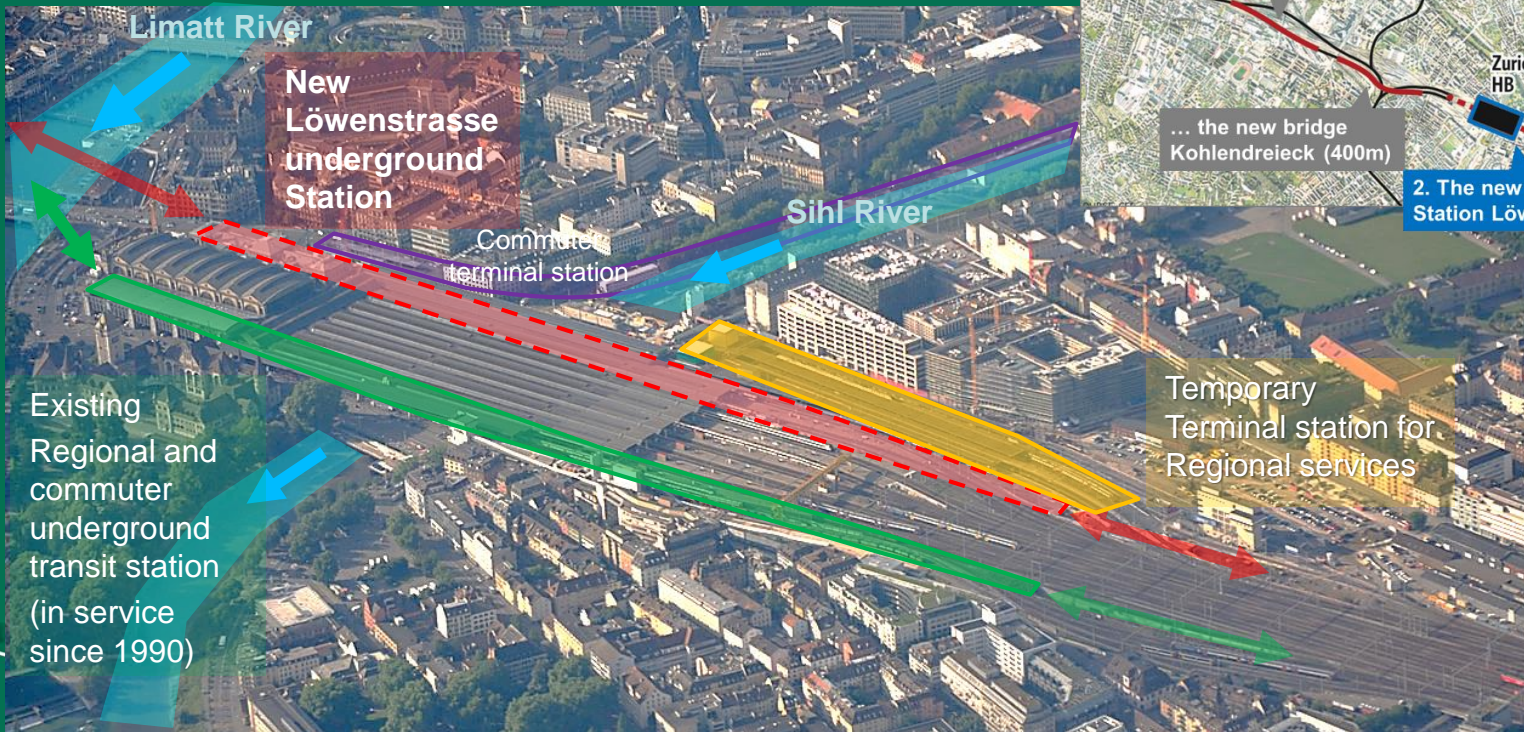 Limatt River
New
Löwenstrasse
underground
Station
Commuter
terminal station
Sihl River
Zuri
HB
... the new bridge
Kohlendreieck (400m)
2. The new
Station Löw
Temporary
Terminal station for
Regional services
Existing
Regional and
commuter
underground
transit station
(in service
since 1990)